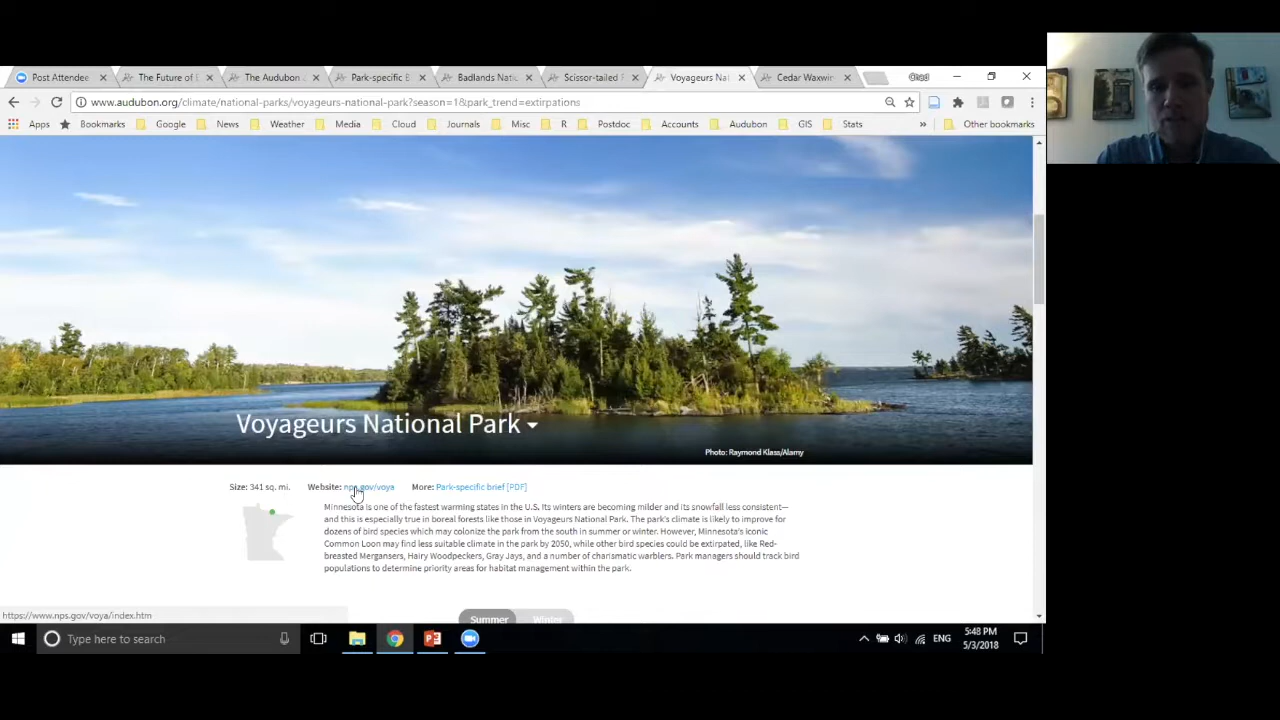 Post Attendee
The Future of B
The Audubon
Park-specific B
Badlands Natio
Scissor-tailed F
Voyageurs Nat
Cedar Waxwin
www.audubon.org/climate/national-parks/voyageurs-national-park?season=1&park_trend=extirpations
Apps Bookmarks Google News Weather Media Cloud Journals Misc R Postdoc Accounts Audubon GIS Stats » Other bookmarks
Voyageurs National Park
Photo: Raymond Klass/Alamy
Size: 341 sq. mi. Website: nps.gov/voya More: Park-specific brief [PDF]
Minnesota is one of the fastest warming states in the U.S. Its winters are becoming milder and its snowfall less consistent—
and this is especially true in boreal forests like those in Voyageurs National Park. The park's climate is likely to improve for
dozens of bird species which may colonize the park from the south in summer or winter. However, Minnesota's iconic
Common Loon may find less suitable climate in the park by 2050, while other bird species could be extirpated, like Red-
breasted Mergansers, Hairy Woodpeckers, Gray Jays, and a number of charismatic warblers. Park managers should track bird
populations to determine priority areas for habitat management within the park.
Summer Winter
https://www.nps.gov/voya/index.htm
Type here to search
ENG
5:48 PM
5/3/2018